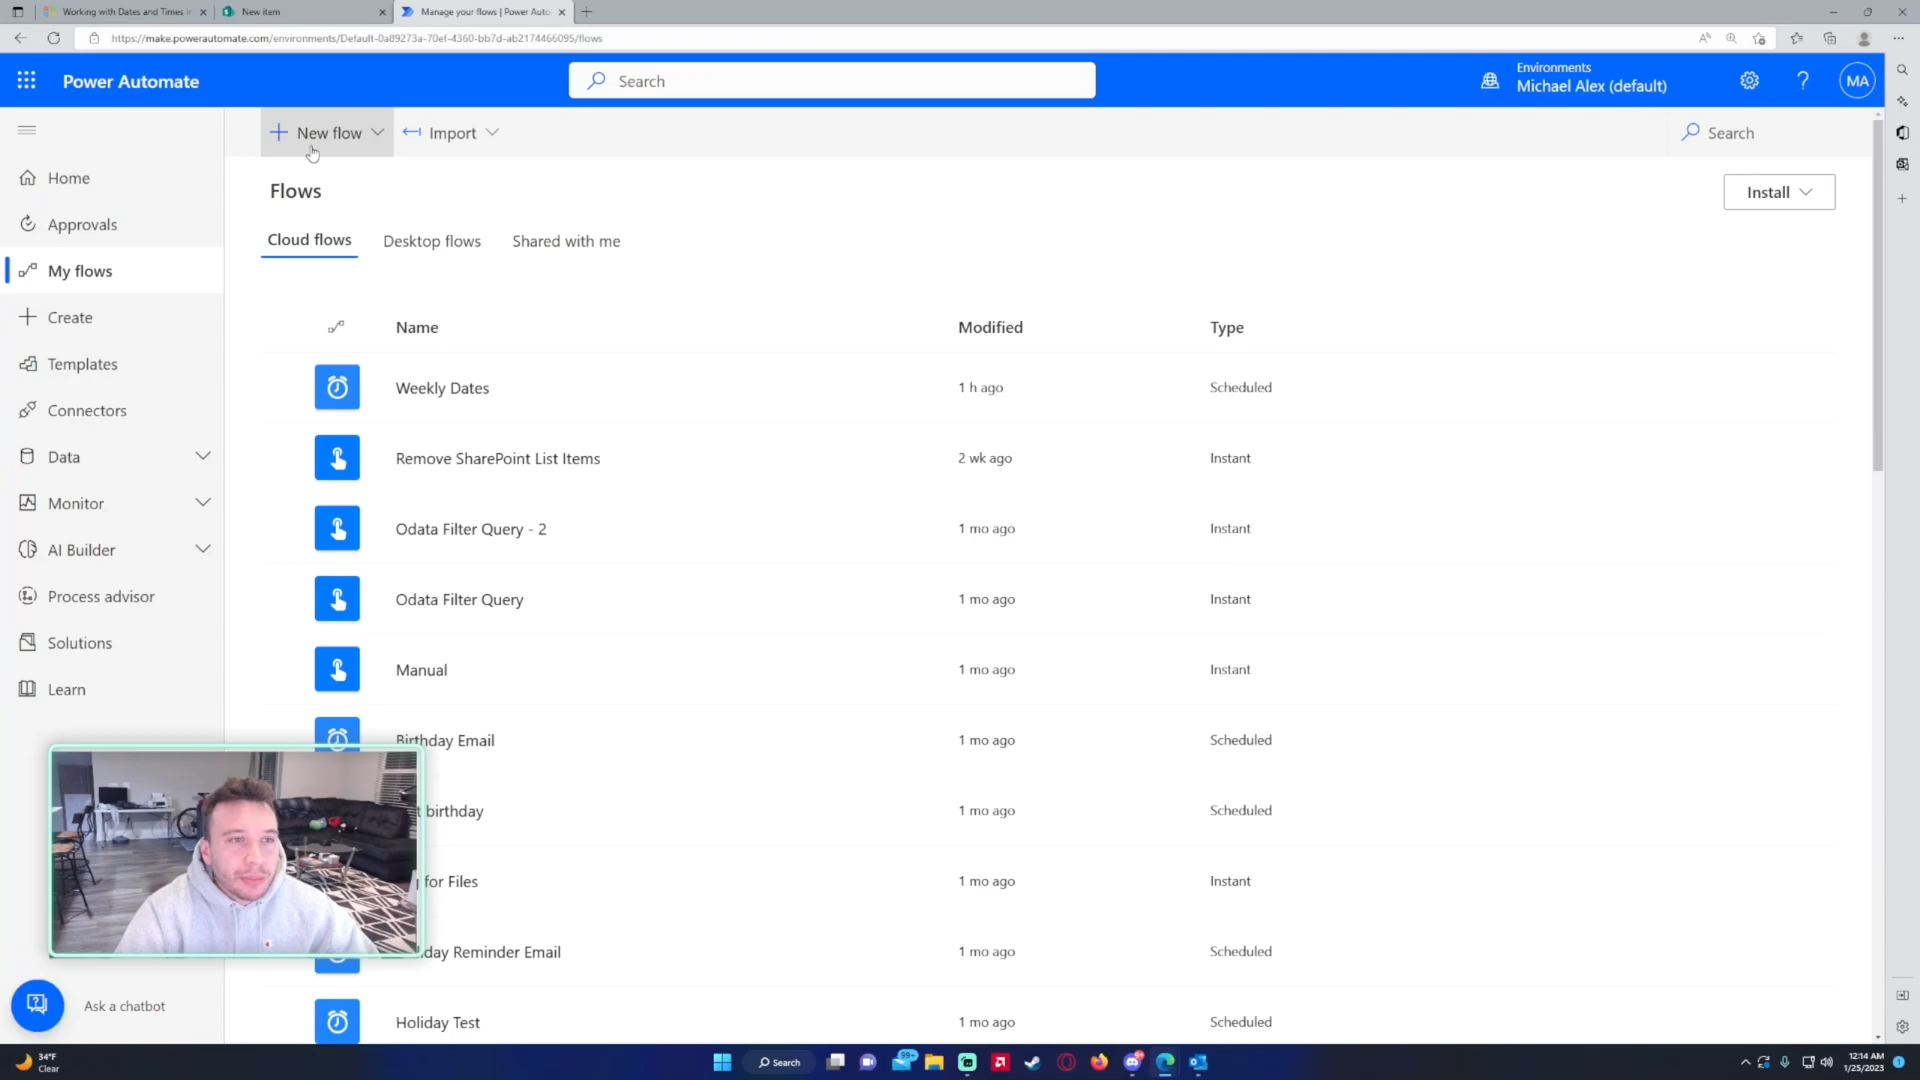 Working with Dates and Times in
New item
Manage your flows | Power Auto
https://make.powerautomate.com/environments/Default-0a89273a-70ef-4360-bb7d-ab2174466095/flows
Power Automate
Search
Environments
Michael Alex (default)
MA
New flow
Import
Search
Home
Approvals
My flows
Create
Templates
Connectors
Data
Monitor
AI Builder
Process advisor
Solutions
Learn
Ask a chatbot
Flows
Install
Cloud flows
Desktop flows
Shared with me
Name
Modified
Type
Weekly Dates
1 h ago
Scheduled
Remove SharePoint List Items
2 wk ago
Instant
Odata Filter Query - 2
1 mo ago
Instant
Odata Filter Query
1 mo ago
Instant
Manual
1 mo ago
Instant
Birthday Email
1 mo ago
Scheduled
birthday
1 mo ago
Scheduled
for Files
1 mo ago
Instant
day Reminder Email
1 mo ago
Scheduled
Holiday Test
1 mo ago
Scheduled
34°F
Clear
Search
99+
12:14 AM
1/25/2023
1